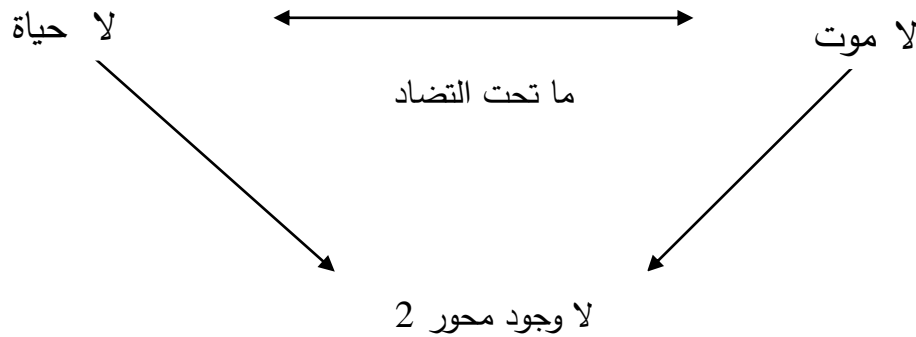 لا موت
لا حياة
ما تحت التضاد
لا وجود محور 2